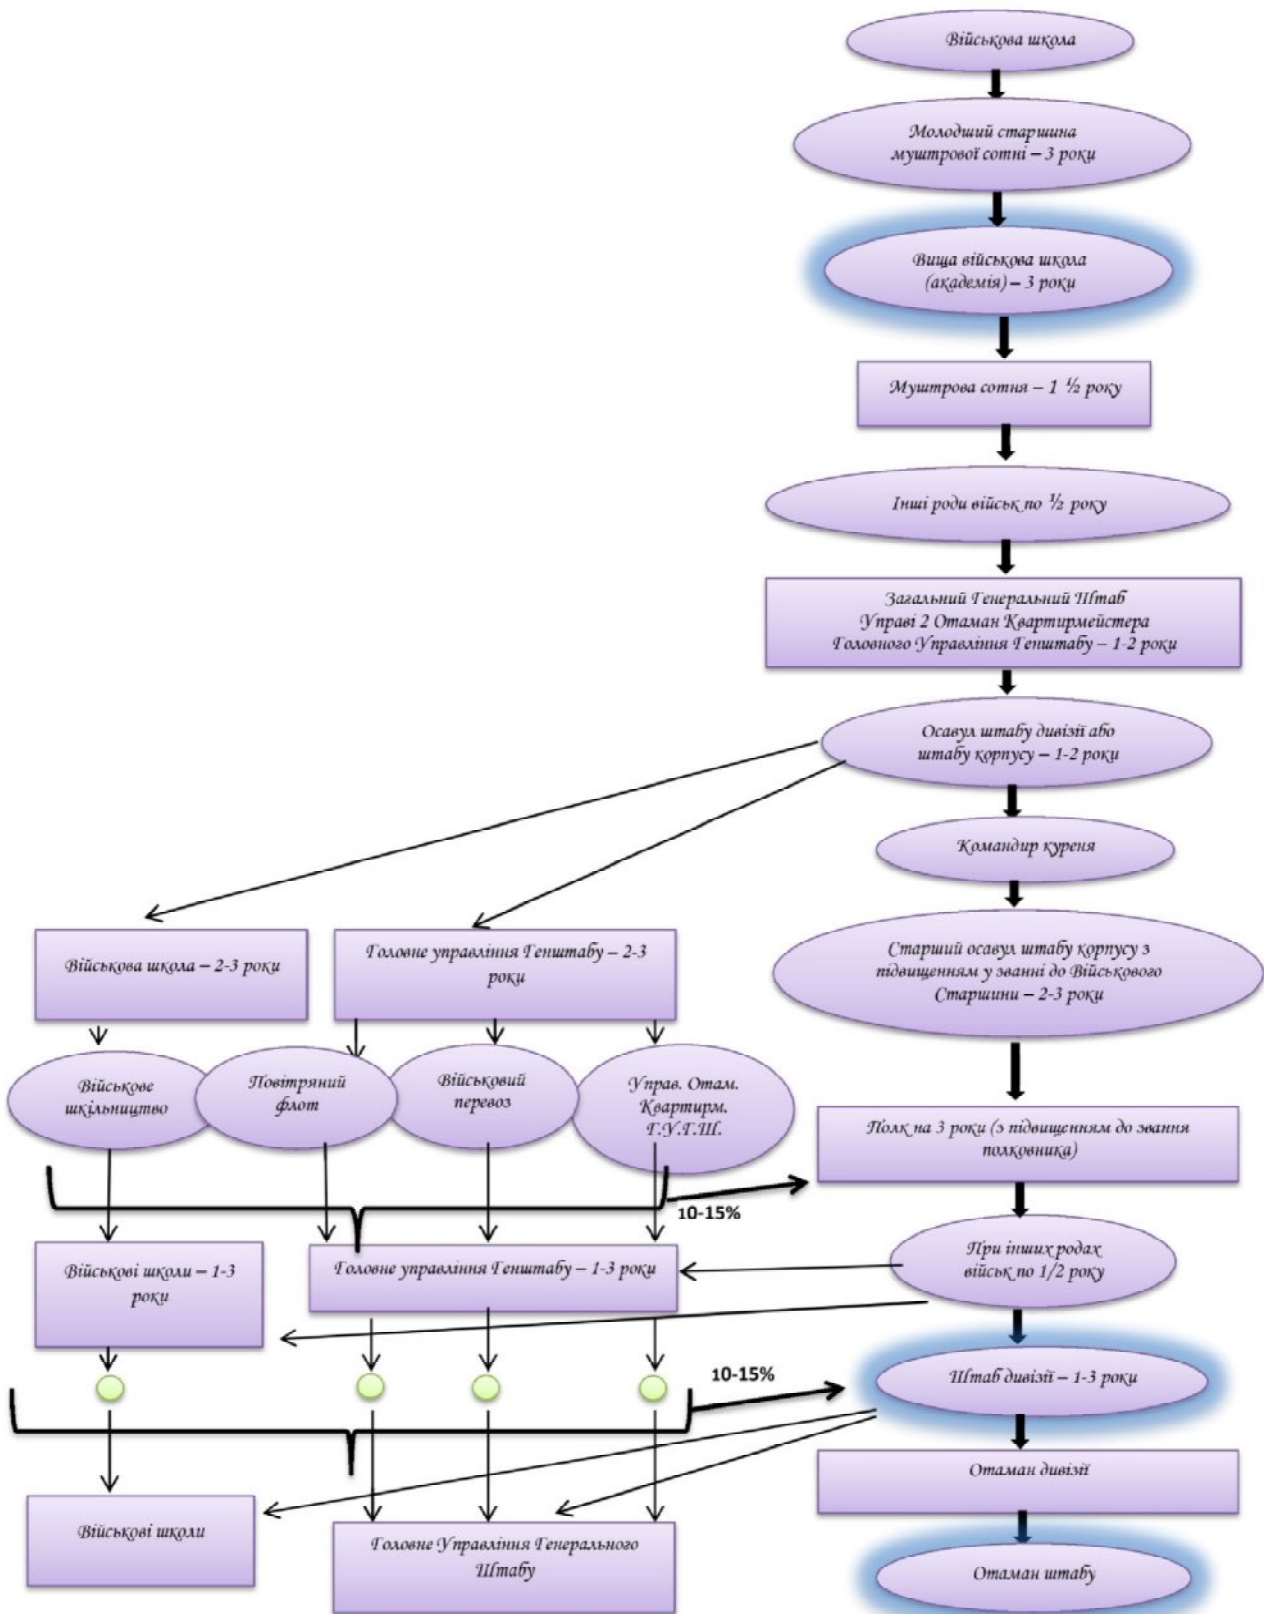 Військова школа
Молодший старшина
муштрової сотні – 3 роки
Вища військова школа
(академія) – 3 роки
Муштрова сотня – 1 ½ року
Інші роди військ по ½ року
Загальний Генеральний Штаб
Управі 2 Отаман Квартирмейстера
Головного Управління Генштабу – 1-2 роки
Осавул штабу дивізії або
штабу корпусу – 1-2 роки
Командир куреня
Військова школа – 2-3 роки
Головне управління Генштабу – 2-3
роки
Старший осавул штабу корпусу з
підвищенням у званні до Військового
Старшини – 2-3 роки
Військове
шкільництво
Повітряний
флот
Військовий
перевоз
Управ. Отам.
Квартирм.
Г.У.Г.Ш.
Полк на 3 роки (з підвищенням до звання
полковника)
10-15%
Військові школи – 1-3
роки
Головне управління Генштабу – 1-3 роки
При інших родах
військ по 1/2 року
10-15%
Штаб дивізії – 1-3 роки
Отаман дивізії
Військові школи
Головне Управління Генерального
Штабу
Отаман штабу